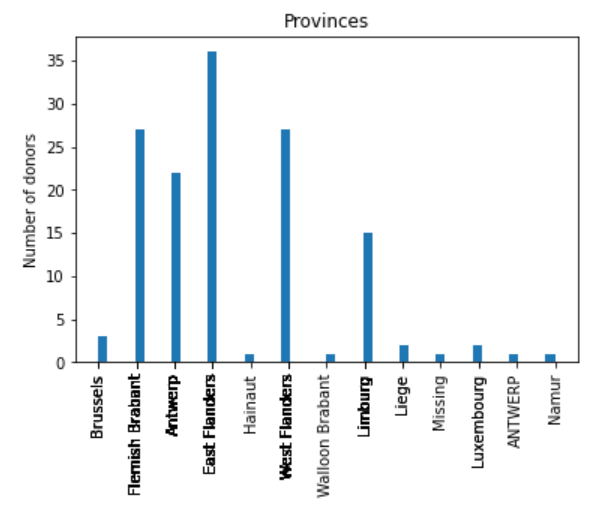 Provinces
Number of donors
35
30
25
20
15
10
5
0
Brussels
Flemish Brabant
Antwerp
East Flanders
Hainaut
West Flanders
Walloon Brabant
Limburg
Liege
Missing
Luxembourg
ANTWERP
Namur